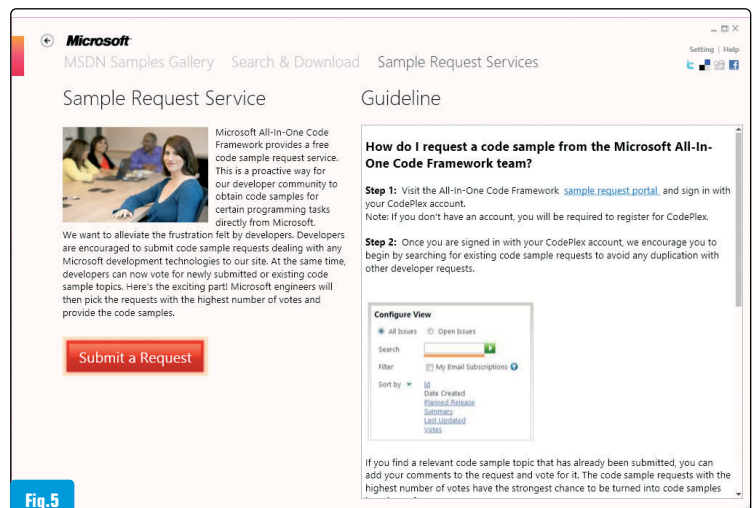 Microsoft
Setting | Help
MSDN Samples Gallery Search & Download Sample Request Services
Sample Request Service
Microsoft All-In-One Code
Framework provides a free
code sample request service.
This is a proactive way for
our developer community to
obtain code samples for
certain programming tasks
directly from Microsoft.
We want to alleviate the frustration felt by developers. Developers
are encouraged to submit code sample requests dealing with any
Microsoft development technologies to our site. At the same time,
developers can now vote for newly submitted or existing code
sample topics. Here's the exciting part! Microsoft engineers will
then pick the requests with the highest number of votes and
provide the code samples.
Submit a Request
Guideline
How do I request a code sample from the Microsoft All-In-
One Code Framework team?
Step 1: Visit the All-In-One Code Framework sample request portal and sign in with
your CodePlex account.
Note: If you don't have an account, you will be required to register for CodePlex.
Step 2: Once you are signed in with your CodePlex account, we encourage you to
begin by searching for existing code sample requests to avoid any duplication with
other developer requests.
Configure View
All Issues Open Issues
Search
Filter My Email Subscriptions
Sort by Id
Date Created
Planned Release
Summary
Last Updated
Votes
If you find a relevant code sample topic that has already been submitted, you can
add your comments to the request and vote for it. The code sample requests with the
highest number of votes have the strongest chance to be turned into code samples
Fig.5